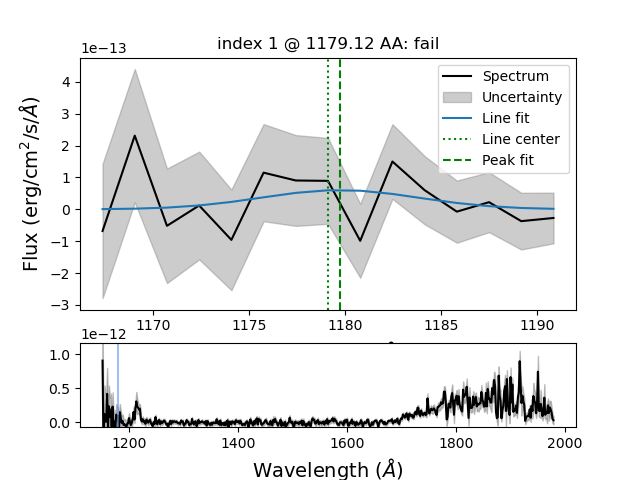 index 1 @ 1179.12 AA: fail
1e−13
Flux (erg/cm²/s/Å)
4
3
2
1
0
−1
−2
−3
Spectrum
Uncertainty
Line fit
Line center
Peak fit
1170 1175 1180 1185 1190
1e−12
1.0
0.5
0.0
1200 1400 1600 1800 2000
Wavelength (Å)